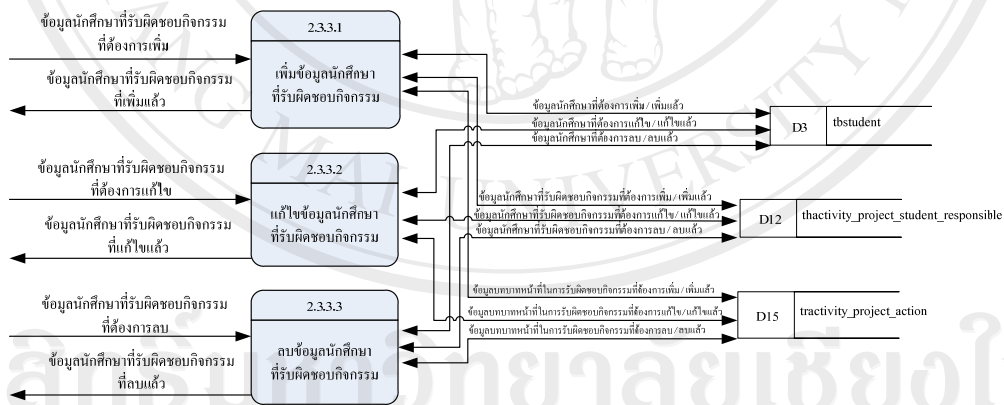 ข้อมูลนักศึกษาที่รับผิดชอบกิจกรรม
ที่ต้องการเพิ่ม
ข้อมูลนักศึกษาที่รับผิดชอบกิจกรรม
ที่เพิ่มแล้ว
2.3.3.1
เพิ่มข้อมูลนักศึกษา
ที่รับผิดชอบกิจกรรม
ข้อมูลนักศึกษาที่ต้องการเพิ่ม / เพิ่มแล้ว
ข้อมูลนักศึกษาที่ต้องการแก้ไข / แก้ไขแล้ว
ข้อมูลนักศึกษาที่ต้องการลบ / ลบแล้ว
D3
tbstudent
ข้อมูลนักศึกษาที่รับผิดชอบกิจกรรม
ที่ต้องการแก้ไข
ข้อมูลนักศึกษาที่รับผิดชอบกิจกรรม
ที่แก้ไขแล้ว
2.3.3.2
แก้ไขข้อมูลนักศึกษา
ที่รับผิดชอบกิจกรรม
ข้อมูลนักศึกษาที่รับผิดชอบกิจกรรมที่ต้องการเพิ่ม / เพิ่มแล้ว
ข้อมูลนักศึกษาที่รับผิดชอบกิจกรรมที่ต้องการแก้ไข / แก้ไขแล้ว
ข้อมูลนักศึกษาที่รับผิดชอบกิจกรรมที่ต้องการลบ / ลบแล้ว
D12
thactivity_project_student_responsible
ข้อมูลนักศึกษาที่รับผิดชอบกิจกรรม
ที่ต้องการลบ
ข้อมูลนักศึกษาที่รับผิดชอบกิจกรรม
ที่ลบแล้ว
2.3.3.3
ลบข้อมูลนักศึกษา
ที่รับผิดชอบกิจกรรม
ข้อมูลบทบาทหน้าที่ในการรับผิดชอบกิจกรรมที่ต้องการเพิ่ม / เพิ่มแล้ว
ข้อมูลบทบาทหน้าที่ในการรับผิดชอบกิจกรรมที่ต้องการแก้ไข / แก้ไขแล้ว
ข้อมูลบทบาทหน้าที่ในการรับผิดชอบกิจกรรมที่ต้องการลบ / ลบแล้ว
D15
tractivity_project_action
ANG MAI UNIVERSITY